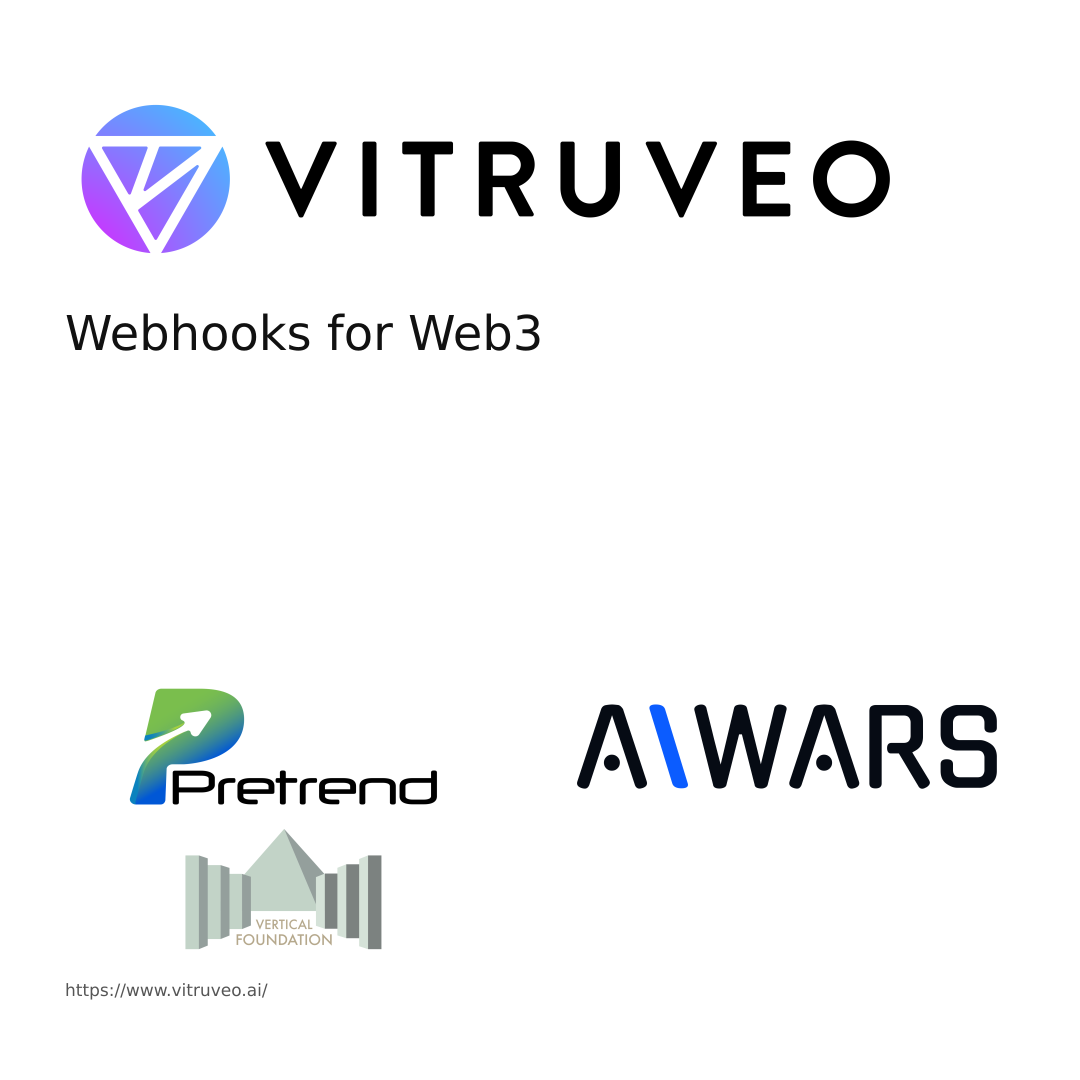 VITRUVEO
Webhooks for Web3
Pretrend
AIWARS
VERTICAL
FOUNDATION
https://www.vitruveo.ai/